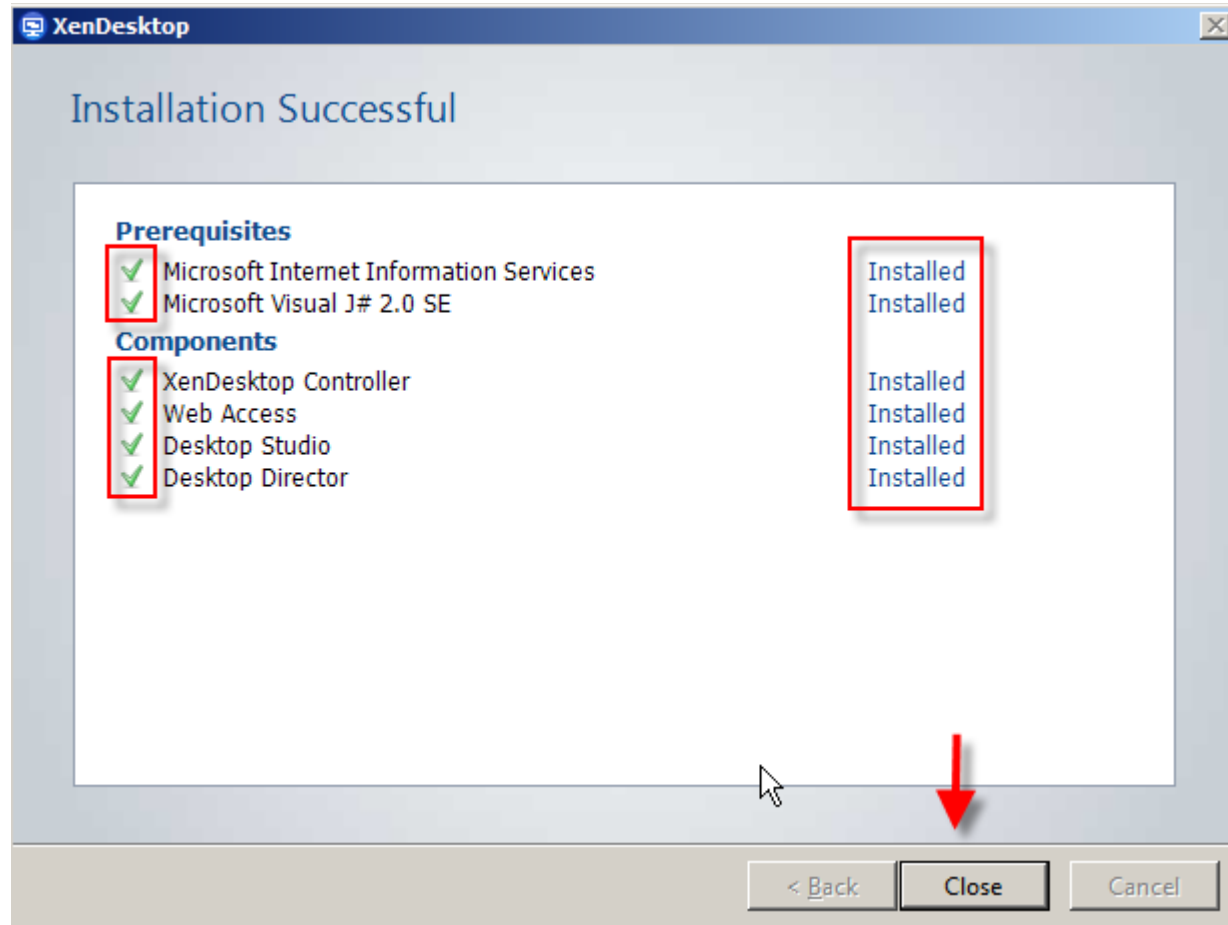 XenDesktop
Installation Successful
Prerequisites
Microsoft Internet Information Services Installed
Microsoft Visual J# 2.0 SE Installed
Components
XenDesktop Controller Installed
Web Access Installed
Desktop Studio Installed
Desktop Director Installed
< Back Close Cancel